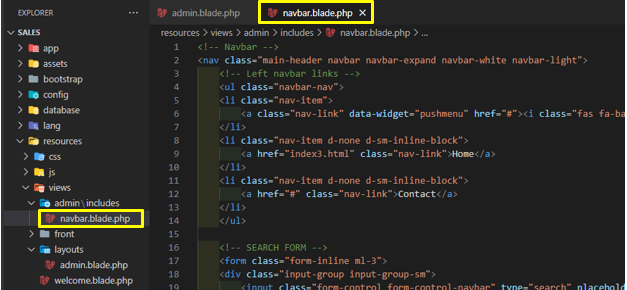 EXPLORER
SALES
app
assets
bootstrap
config
database
lang
resources
css
js
views
admin \ includes
navbar.blade.php
front
layouts
admin.blade.php
welcome.blade.php
admin.blade.php
navbar.blade.php
resources > views > admin > includes > navbar.blade.php > ...
1 <!-- Navbar -->
2 <nav class="main-header navbar navbar-expand navbar-white navbar-light">
3 <!-- Left navbar links -->
4 <ul class="navbar-nav">
5 <li class="nav-item">
6 <a class="nav-link" data-widget="pushmenu" href="#"><i class="fas fa-ba
7 </li>
8 <li class="nav-item d-none d-sm-inline-block">
9 <a href="index3.html" class="nav-link">Home</a>
10 </li>
11 <li class="nav-item d-none d-sm-inline-block">
12 <a href="#" class="nav-link">Contact</a>
13 </li>
14 </ul>
15
16 <!-- SEARCH FORM -->
17 <form class="form-inline ml-3">
18 <div class="input-group input-group-sm">
19 <input class="form-control form-control-navbar" type="search" placehold